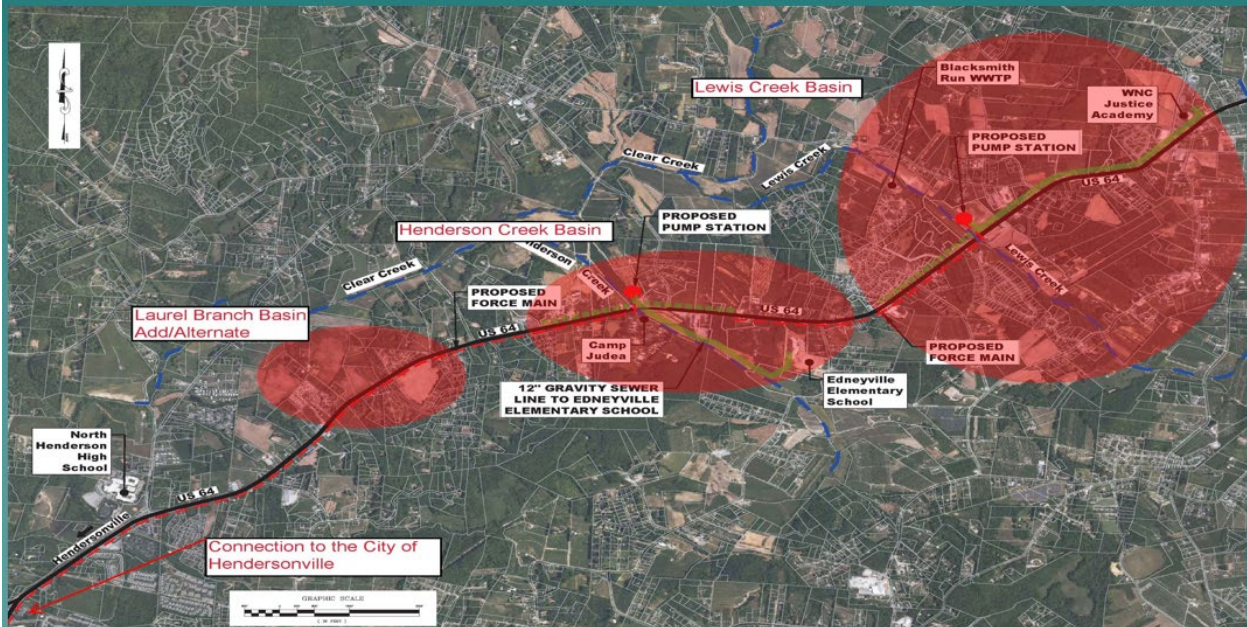 Blacksmith
Run WWTP
WNC
Justice
Academy
Lewis Creek Basin
PROPOSED
PUMP STATION
Clear Creek
Lewis Creek
US 64
PROPOSED
PUMP STATION
Henderson Creek Basin
Henderson
Creek
Lewis Creek
Clear Creek
PROPOSED
FORCE MAIN
US 64
Laurel Branch Basin
Add/Alternate
US 64
Camp
Judea
PROPOSED
FORCE MAIN
12" GRAVITY SEWER
LINE TO EDNEYVILLE
ELEMENTARY SCHOOL
Edneyville
Elementary
School
North
Henderson
High
School
US 64
Hendersonville
Connection to the City of
Hendersonville
GRAPHIC SCALE